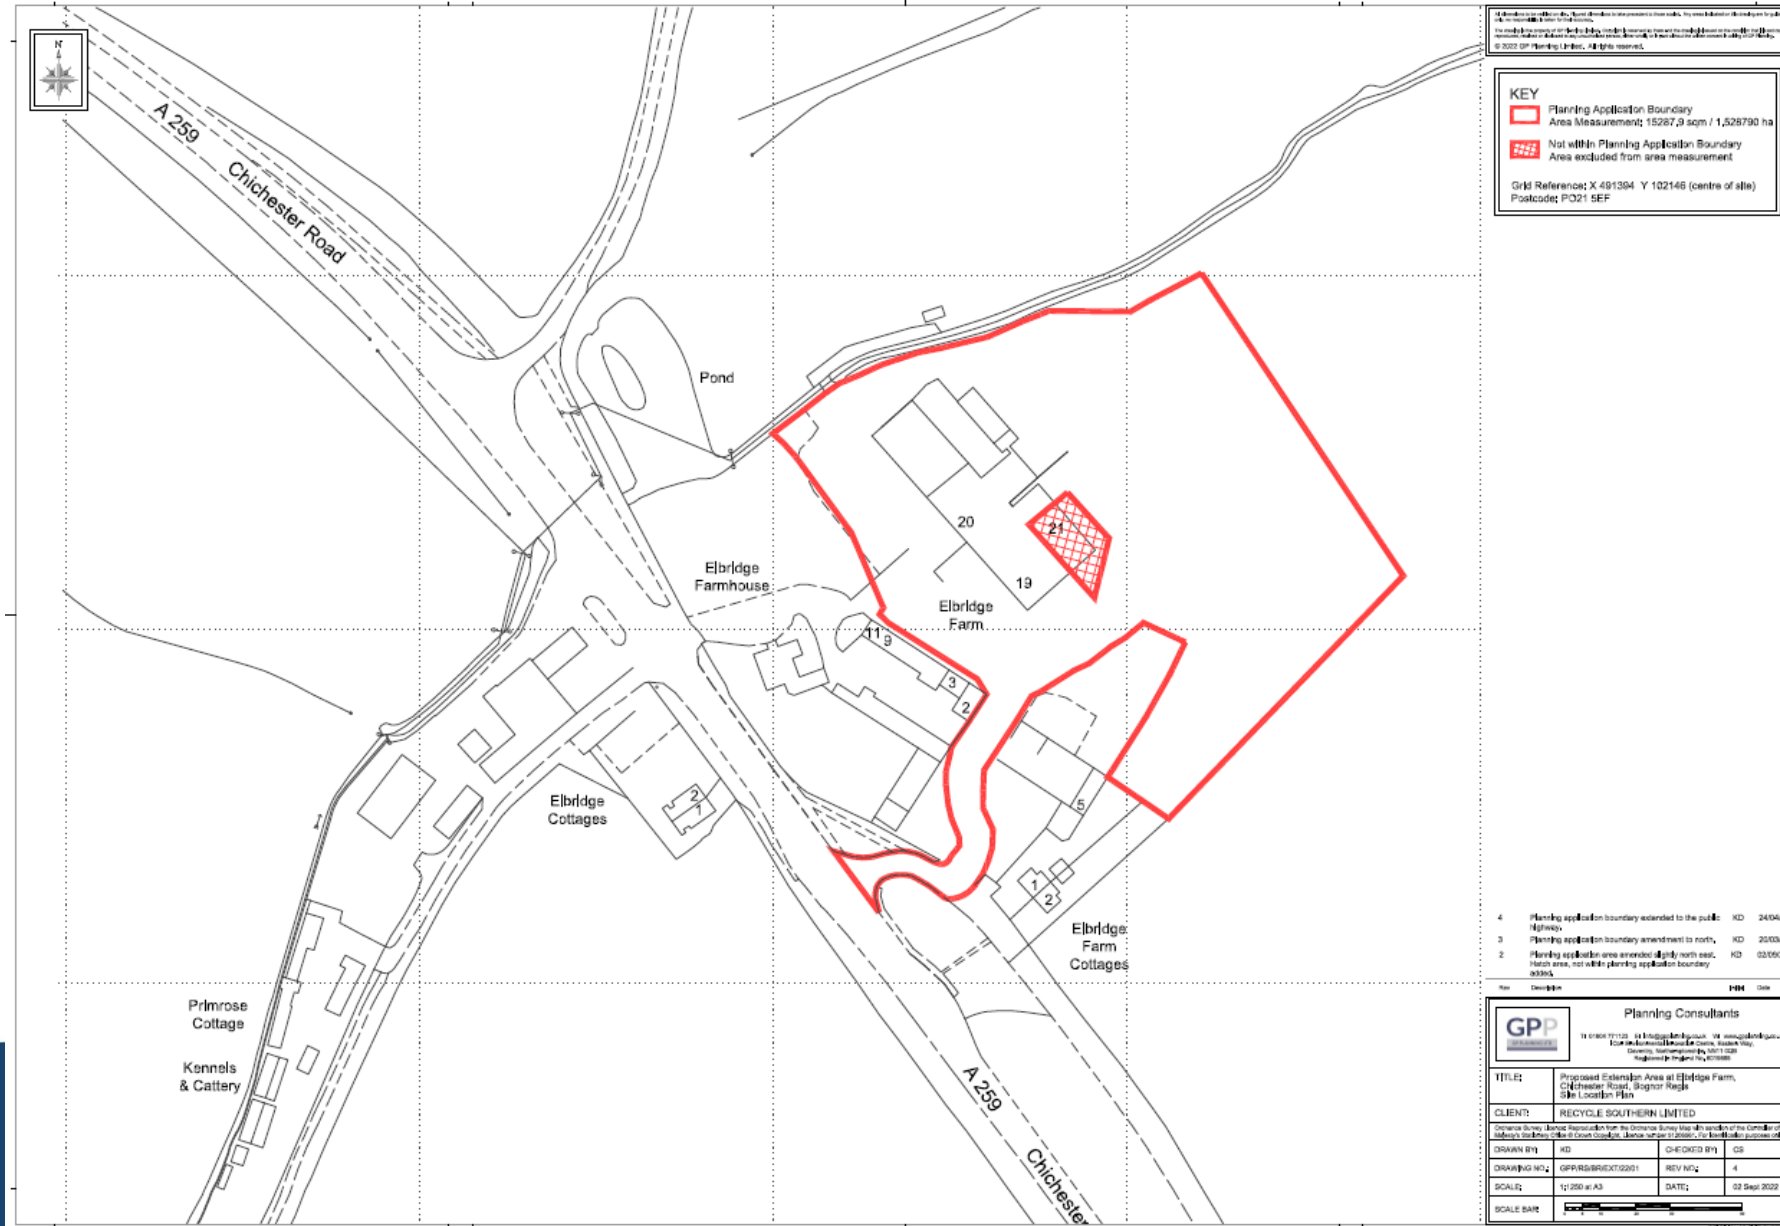 N
A 259
Chichester Road
Pond
Elbridge
Farmhouse
20
21
19
Elbridge
Farm
11
9
3
2
5
Elbridge
Cottages
2
1
1
2
Elbridge
Farm
Cottages
Primrose
Cottage
Kennels
& Cattery
A 259
Chichester
© 2022 GP Planning Limited. All rights reserved.
KEY
Planning Application Boundary
Area Measurement: 15287.9 sqm / 1.528790 ha
Not within Planning Application Boundary
Area excluded from area measurement
Grid Reference: X 491394 Y 102146 (centre of site)
Postcode: PO21 5EF
4 Planning application boundary extended to the public KD
highway.
3 Planning application boundary amendment to north. KD
2 Planning application area amended slightly north east. KD
Hatch area, not within planning application boundary
added.
Rev Description Date
GPP
Planning Consultants
TITLE: Proposed Extension Area at Elbridge Farm,
Chichester Road, Bognor Regis
Site Location Plan
CLIENT: RECYCLE SOUTHERN LIMITED
DRAWN BY: KD CHECKED BY: CS
DRAWING NO.: REV NO.: 4
SCALE: 1:1250 at A3 DATE: 02 Sept 2022
SCALE BAR: